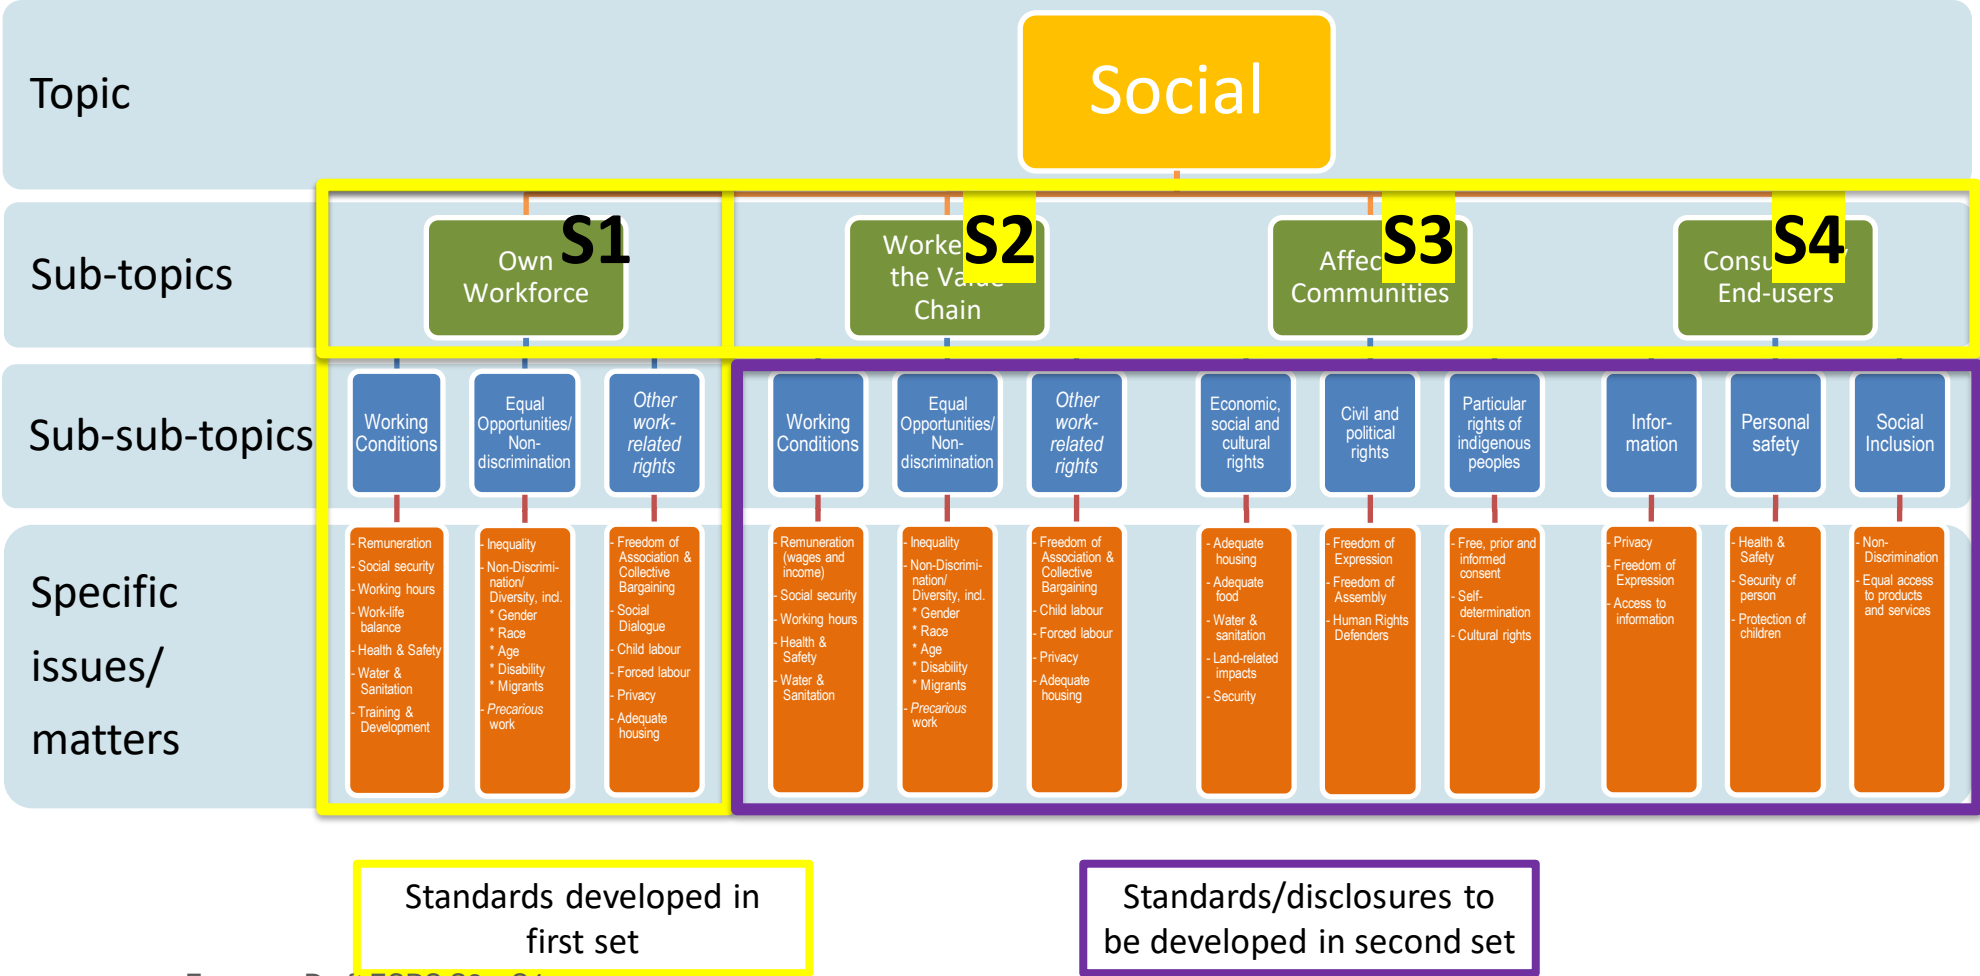 Topic
Social
Sub-topics
S1
Own
Workforce
S2
the
Chain
S3
Communities
S4
End-users
Sub-sub-topics
Working
Conditions
Equal
Opportunities/
Non-
discrimination
Other
work-
related
rights
Working
Conditions
Equal
Opportunities/
Non-
discrimination
Other
work-
related
rights
Economic,
social and
cultural
rights
Civil and
political
rights
Particular
rights of
indigenous
peoples
Infor-
mation
Personal
safety
Social
Inclusion
Specific
issues/
matters
- Remuneration
- Social security
- Working hours
- Work-life
balance
- Health & Safety
- Water &
Sanitation
- Training &
Development
- Inequality
- Non-Discrimi-
nation/
Diversity, incl.
* Gender
* Race
* Age
* Disability
* Migrants
- Precarious
work
- Freedom of
Association &
Collective
Bargaining
- Social
Dialogue
- Child labour
- Forced labour
- Privacy
- Adequate
housing
- Remuneration
(wages and
income)
- Social security
- Working hours
- Health &
Safety
- Water &
Sanitation
- Inequality
- Non-Discrimi-
nation/
Diversity, incl.
* Gender
* Race
* Age
* Disability
* Migrants
- Precarious
work
- Freedom of
Association &
Collective
Bargaining
- Child labour
- Forced labour
- Privacy
- Adequate
housing
- Adequate
housing
- Adequate
food
- Water &
sanitation
- Land-related
impacts
- Security
- Freedom of
Expression
- Freedom of
Assembly
- Human Rights
Defenders
- Free, prior and
informed
consent
- Self-
determination
- Cultural rights
- Privacy
- Freedom of
Expression
- Access to
information
- Health &
Safety
- Security of
person
- Protection of
children
- Non-
Discrimination
- Equal access
to products
and services
Standards developed in
first set
Standards/disclosures to
be developed in second set